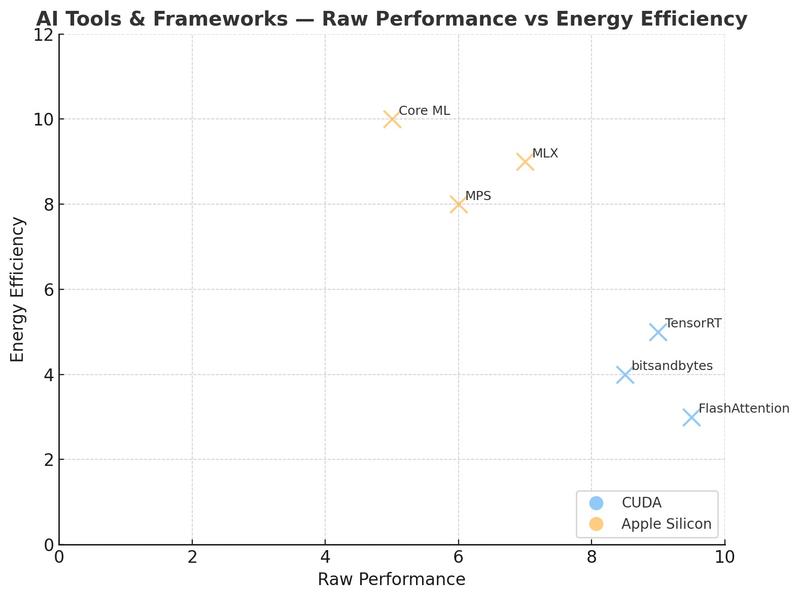 AI Tools & Frameworks — Raw Performance vs Energy Efficiency
12
10
8
6
4
2
0
Energy Efficiency
Core ML
MLX
MPS
TensorRT
bitsandbytes
FlashAttention
CUDA
Apple Silicon
0 2 4 6 8 10
Raw Performance